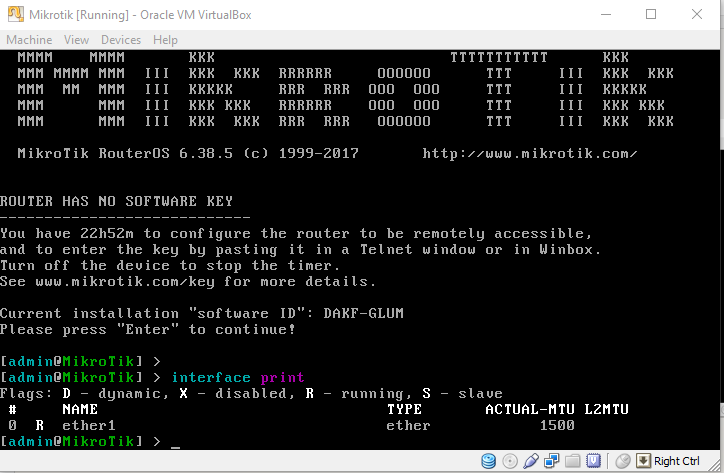 Mikrotik [Running] - Oracle VM VirtualBox
Machine View Devices Help
  MMMM    MMMM       KKK                          TTTTTTTTTTT      KKK
  MMM MMMM MMM  III  KKK  KKK  RRRRRR     OOOOOO      TTT     III  KKK  KKK
  MMM  MM  MMM  III  KKKKK     RRR  RRR  OOO  OOO     TTT     III  KKKKK
  MMM      MMM  III  KKK KKK   RRRRRR    OOO  OOO     TTT     III  KKK KKK
  MMM      MMM  III  KKK  KKK  RRR  RRR   OOOOOO      TTT     III  KKK  KKK
  MikroTik RouterOS 6.38.5 (c) 1999-2017       http://www.mikrotik.com/
ROUTER HAS NO SOFTWARE KEY
----------------------------
You have 22h52m to configure the router to be remotely accessible,
and to enter the key by pasting it in a Telnet window or in Winbox.
Turn off the device to stop the timer.
See www.mikrotik.com/key for more details.
Current installation "software ID": DAKF-GLUM
Please press "Enter" to continue!
[admin@MikroTik] >
[admin@MikroTik] > interface print
Flags: D - dynamic, X - disabled, R - running, S - slave
 #     NAME                                TYPE       ACTUAL-MTU L2MTU
 0  R  ether1                              ether            1500
[admin@MikroTik] > _
Right Ctrl